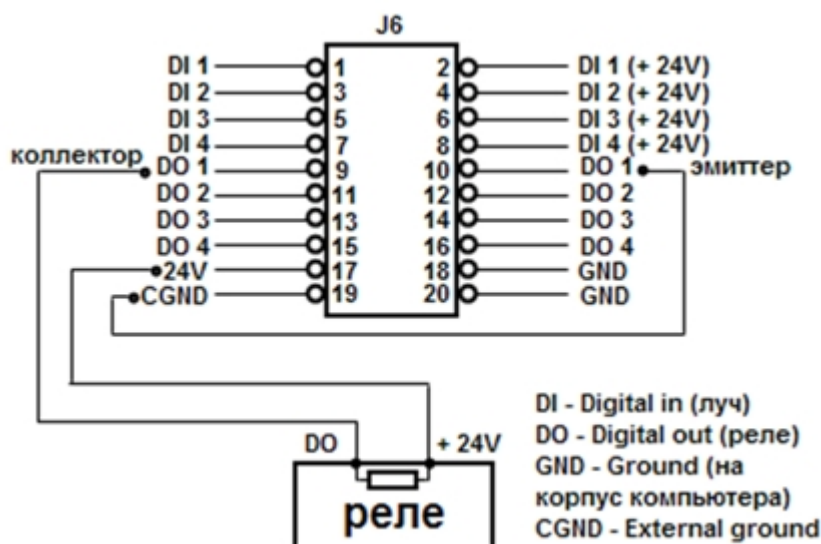 J6
DI 1 1 2 DI 1 (+ 24V)
DI 2 3 4 DI 2 (+ 24V)
DI 3 5 6 DI 3 (+ 24V)
DI 4 7 8 DI 4 (+ 24V)
коллектор DO 1 9 10 DO 1 эмиттер
DO 2 11 12 DO 2
DO 3 13 14 DO 3
DO 4 15 16 DO 4
24V 17 18 GND
CGND 19 20 GND
DO + 24V
реле
DI - Digital in (луч)
DO - Digital out (реле)
GND - Ground (на
корпус компьютера)
CGND - External ground